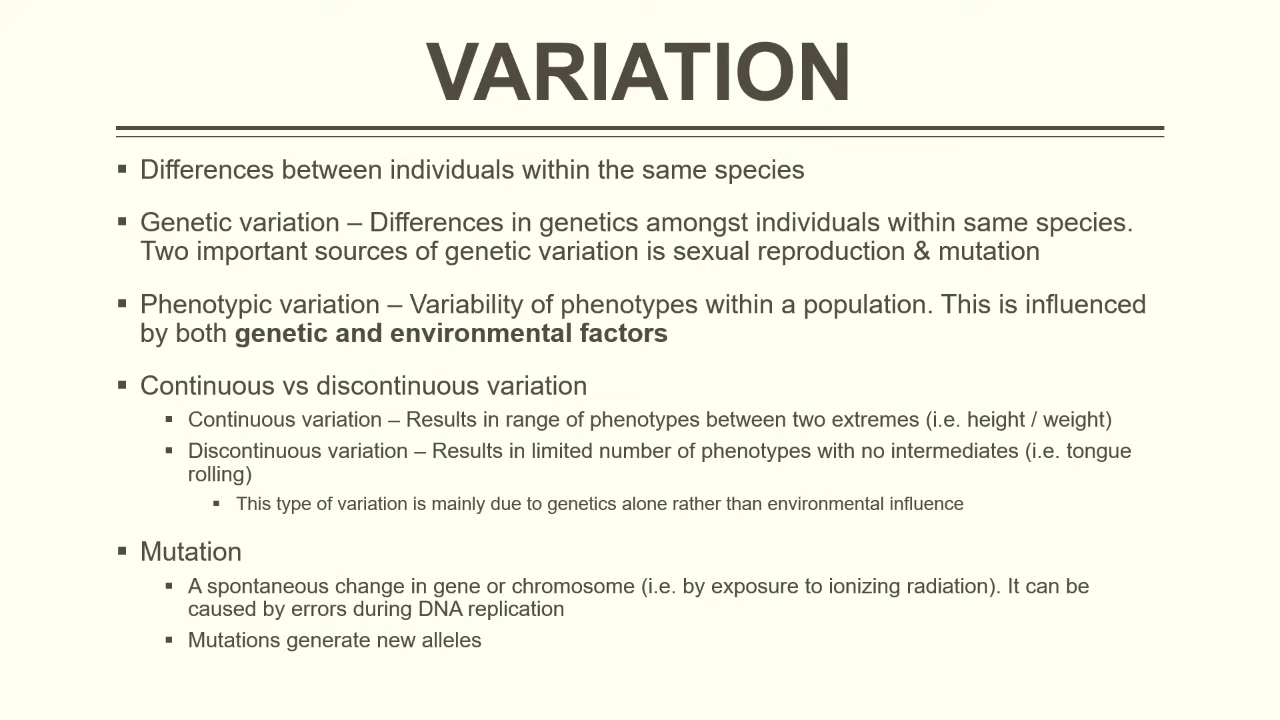 VARIATION
▪ Differences between individuals within the same species
▪ Genetic variation – Differences in genetics amongst individuals within same species.
Two important sources of genetic variation is sexual reproduction & mutation
▪ Phenotypic variation – Variability of phenotypes within a population. This is influenced
by both genetic and environmental factors
▪ Continuous vs discontinuous variation
▪ Continuous variation – Results in range of phenotypes between two extremes (i.e. height / weight)
▪ Discontinuous variation – Results in limited number of phenotypes with no intermediates (i.e. tongue
rolling)
▪ This type of variation is mainly due to genetics alone rather than environmental influence
▪ Mutation
▪ A spontaneous change in gene or chromosome (i.e. by exposure to ionizing radiation). It can be
caused by errors during DNA replication
▪ Mutations generate new alleles